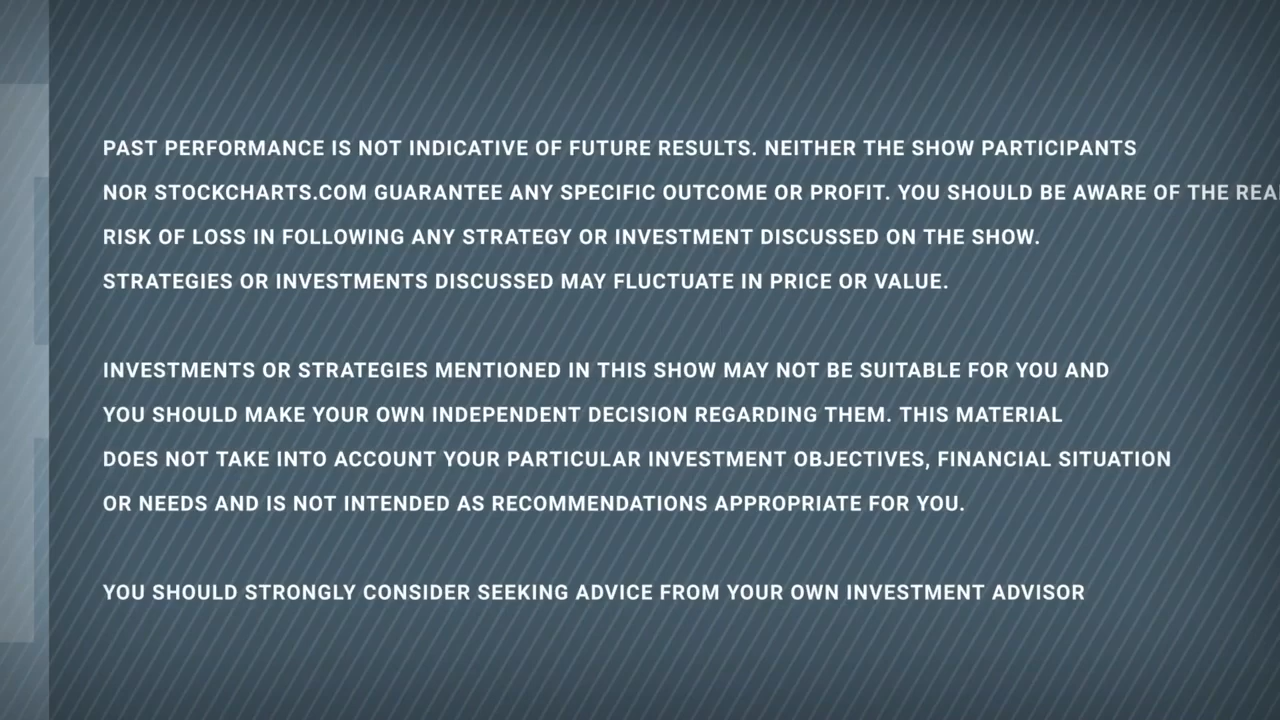 PAST PERFORMANCE IS NOT INDICATIVE OF FUTURE RESULTS. NEITHER THE SHOW PARTICIPANTS
NOR STOCKCHARTS.COM GUARANTEE ANY SPECIFIC OUTCOME OR PROFIT. YOU SHOULD BE AWARE OF THE
RISK OF LOSS IN FOLLOWING ANY STRATEGY OR INVESTMENT DISCUSSED ON THE SHOW.
STRATEGIES OR INVESTMENTS DISCUSSED MAY FLUCTUATE IN PRICE OR VALUE.
INVESTMENTS OR STRATEGIES MENTIONED IN THIS SHOW MAY NOT BE SUITABLE FOR YOU AND
YOU SHOULD MAKE YOUR OWN INDEPENDENT DECISION REGARDING THEM. THIS MATERIAL
DOES NOT TAKE INTO ACCOUNT YOUR PARTICULAR INVESTMENT OBJECTIVES, FINANCIAL SITUATION
OR NEEDS AND IS NOT INTENDED AS RECOMMENDATIONS APPROPRIATE FOR YOU.
YOU SHOULD STRONGLY CONSIDER SEEKING ADVICE FROM YOUR OWN INVESTMENT ADVISOR